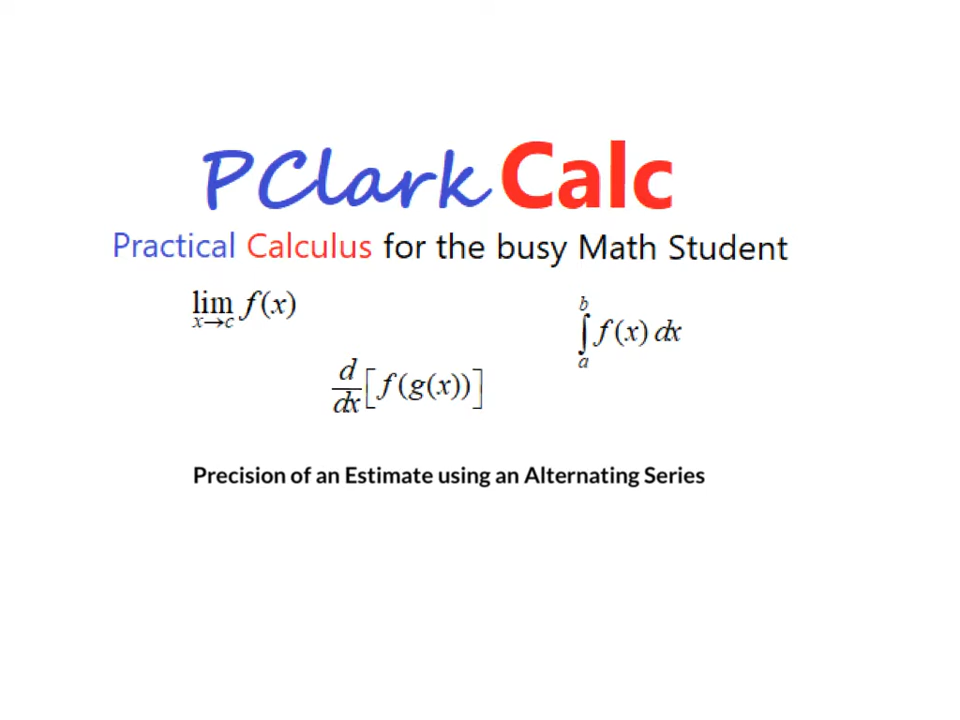 PClark Calc
Practical Calculus for the busy Math Student
lim f(x)
x→c
b
∫ f(x) dx
a
d/dx [f(g(x))]
Precision of an Estimate using an Alternating Series